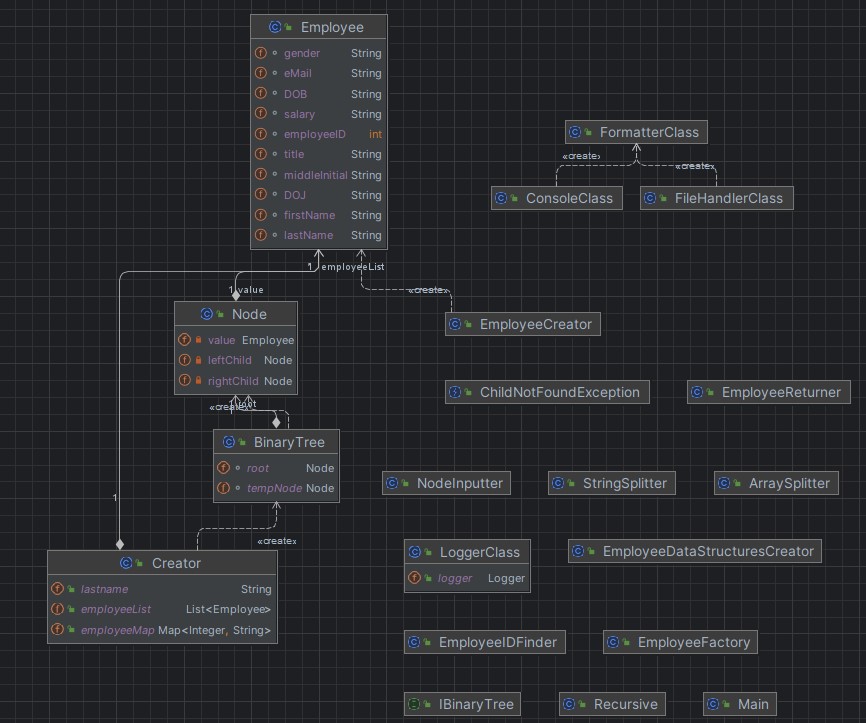 Employee
gender String
eMail String
DOB String
salary String
employeeID int
title String
middleInitial String
DOJ String
firstName String
lastName String
FormatterClass
«create»
«create»
ConsoleClass
FileHandlerClass
1
employeeList
1
value
«create»
Node
value Employee
leftChild Node
rightChild Node
EmployeeCreator
ChildNotFoundException
EmployeeReturner
«create»
BinaryTree
root Node
tempNode Node
NodeInputter
StringSplitter
ArraySplitter
1
«create»
Creator
lastname String
employeeList List<Employee>
employeeMap Map<Integer, String>
LoggerClass
logger Logger
EmployeeDataStructuresCreator
EmployeeIDFinder
EmployeeFactory
IBinaryTree
Recursive
Main